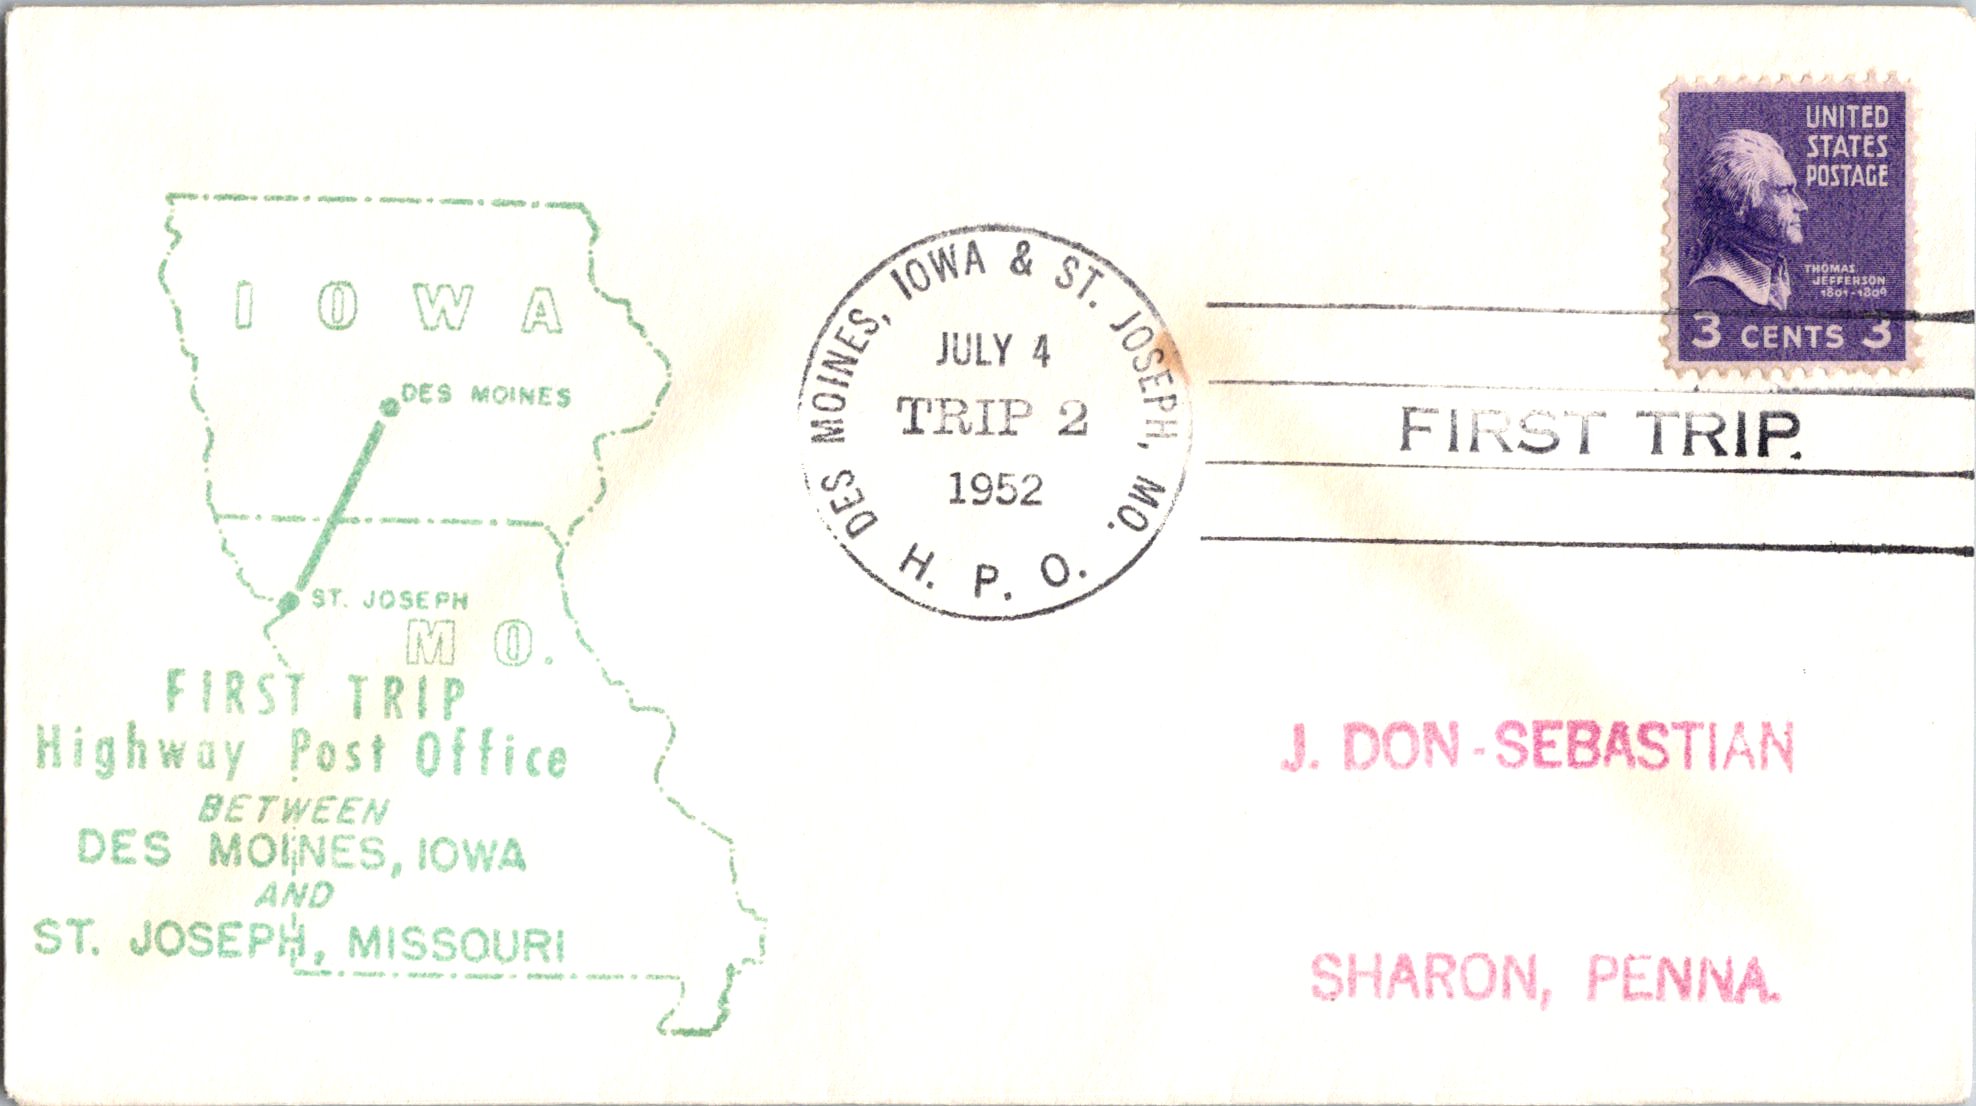 UNITED
STATES
POSTAGE
THOMAS
JEFFERSON
1801-1809
3 CENTS 3
DES MOINES, IOWA & ST. JOSEPH, MO.
JULY 4
TRIP 2
1952
H. P. O.
FIRST TRIP.
IOWA
DES MOINES
ST. JOSEPH
MO.
FIRST TRIP
Highway Post Office
BETWEEN
DES MOINES, IOWA
AND
ST. JOSEPH, MISSOURI
J. DON-SEBASTIAN
SHARON, PENNA.